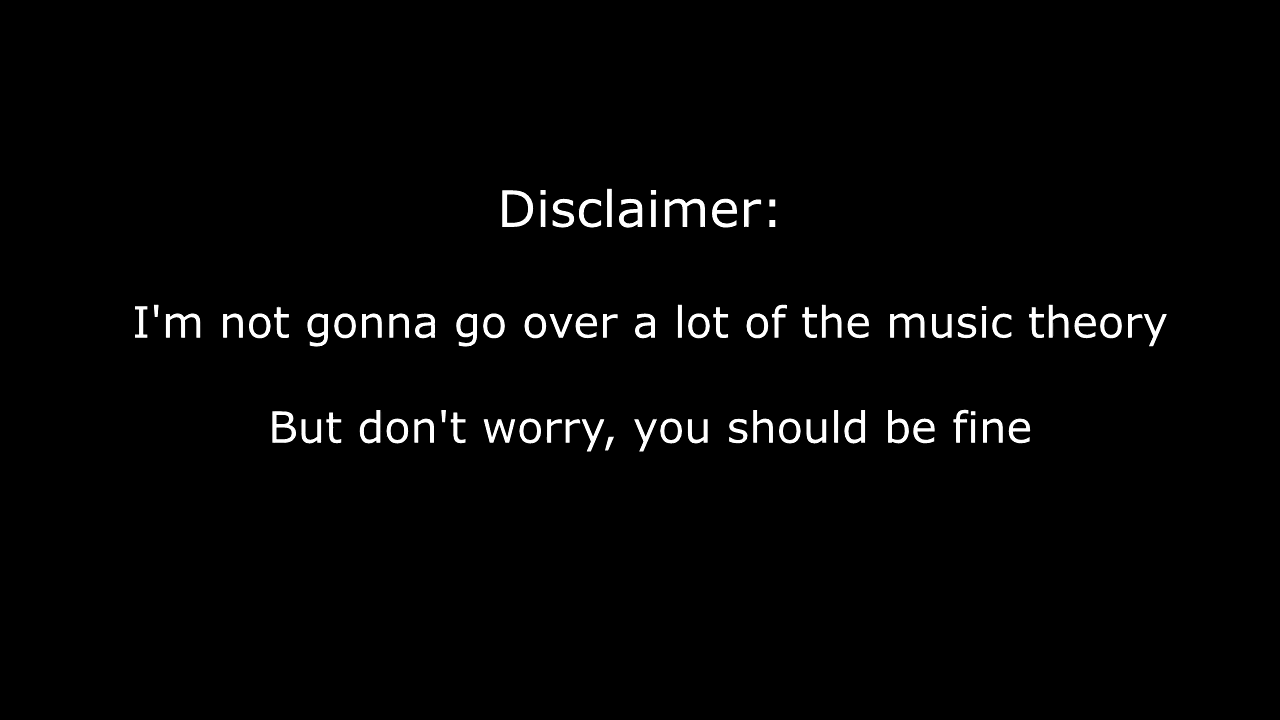 Disclaimer:
I'm not gonna go over a lot of the music theory
But don't worry, you should be fine